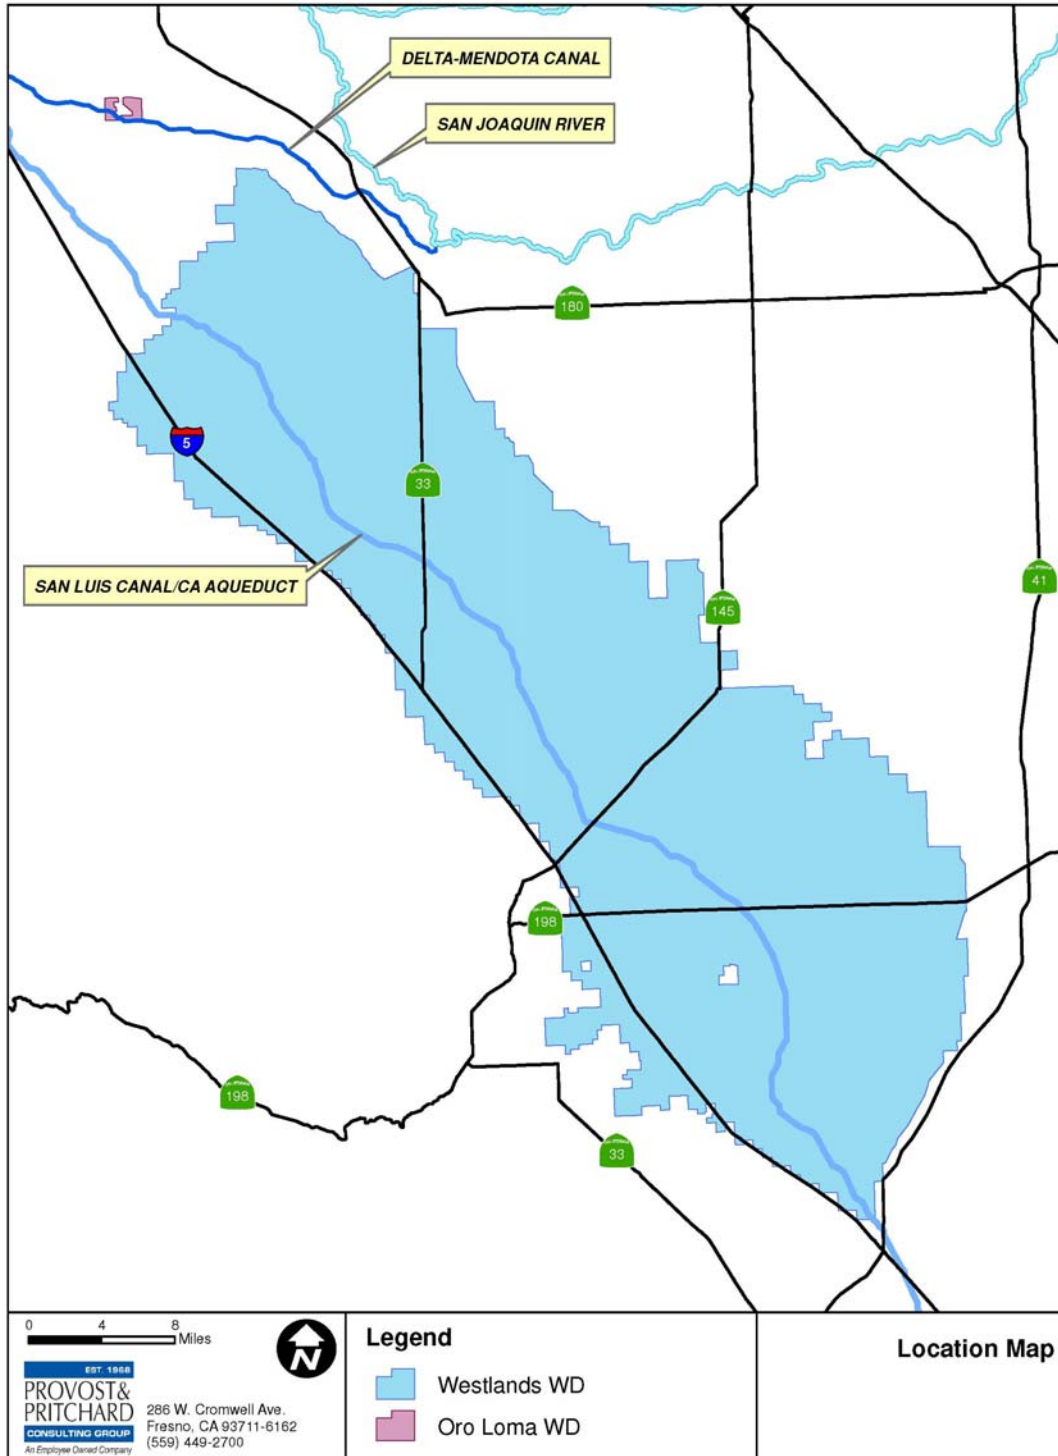 DELTA-MENDOTA CANAL
SAN JOAQUIN RIVER
180
5
33
SAN LUIS CANAL/CA AQUEDUCT
41
145
198
198
33
0 4 8
Miles
N
EST. 1968
PROVOST&
PRITCHARD
CONSULTING GROUP
An Employee Owned Company
286 W. Cromwell Ave.
Fresno, CA 93711-6162
(559) 449-2700
Legend
Westlands WD
Oro Loma WD
Location Map